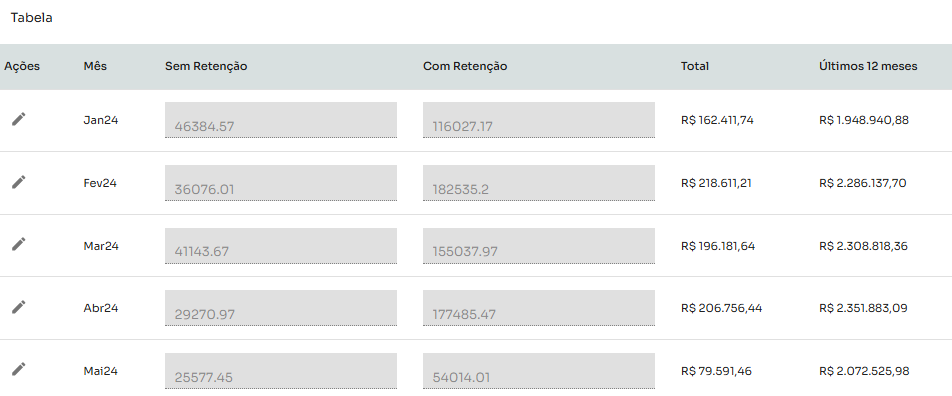 Tabela
Ações Mês Sem Retenção Com Retenção Total Últimos 12 meses
Jan24 46384.57 116027.17 R$ 162.411,74 R$ 1.948.940,88
Fev24 36076.01 182535.2 R$ 218.611,21 R$ 2.286.137,70
Mar24 41143.67 155037.97 R$ 196.181,64 R$ 2.308.818,36
Abr24 29270.97 177485.47 R$ 206.756,44 R$ 2.351.883,09
Mai24 25577.45 54014.01 R$ 79.591,46 R$ 2.072.525,98